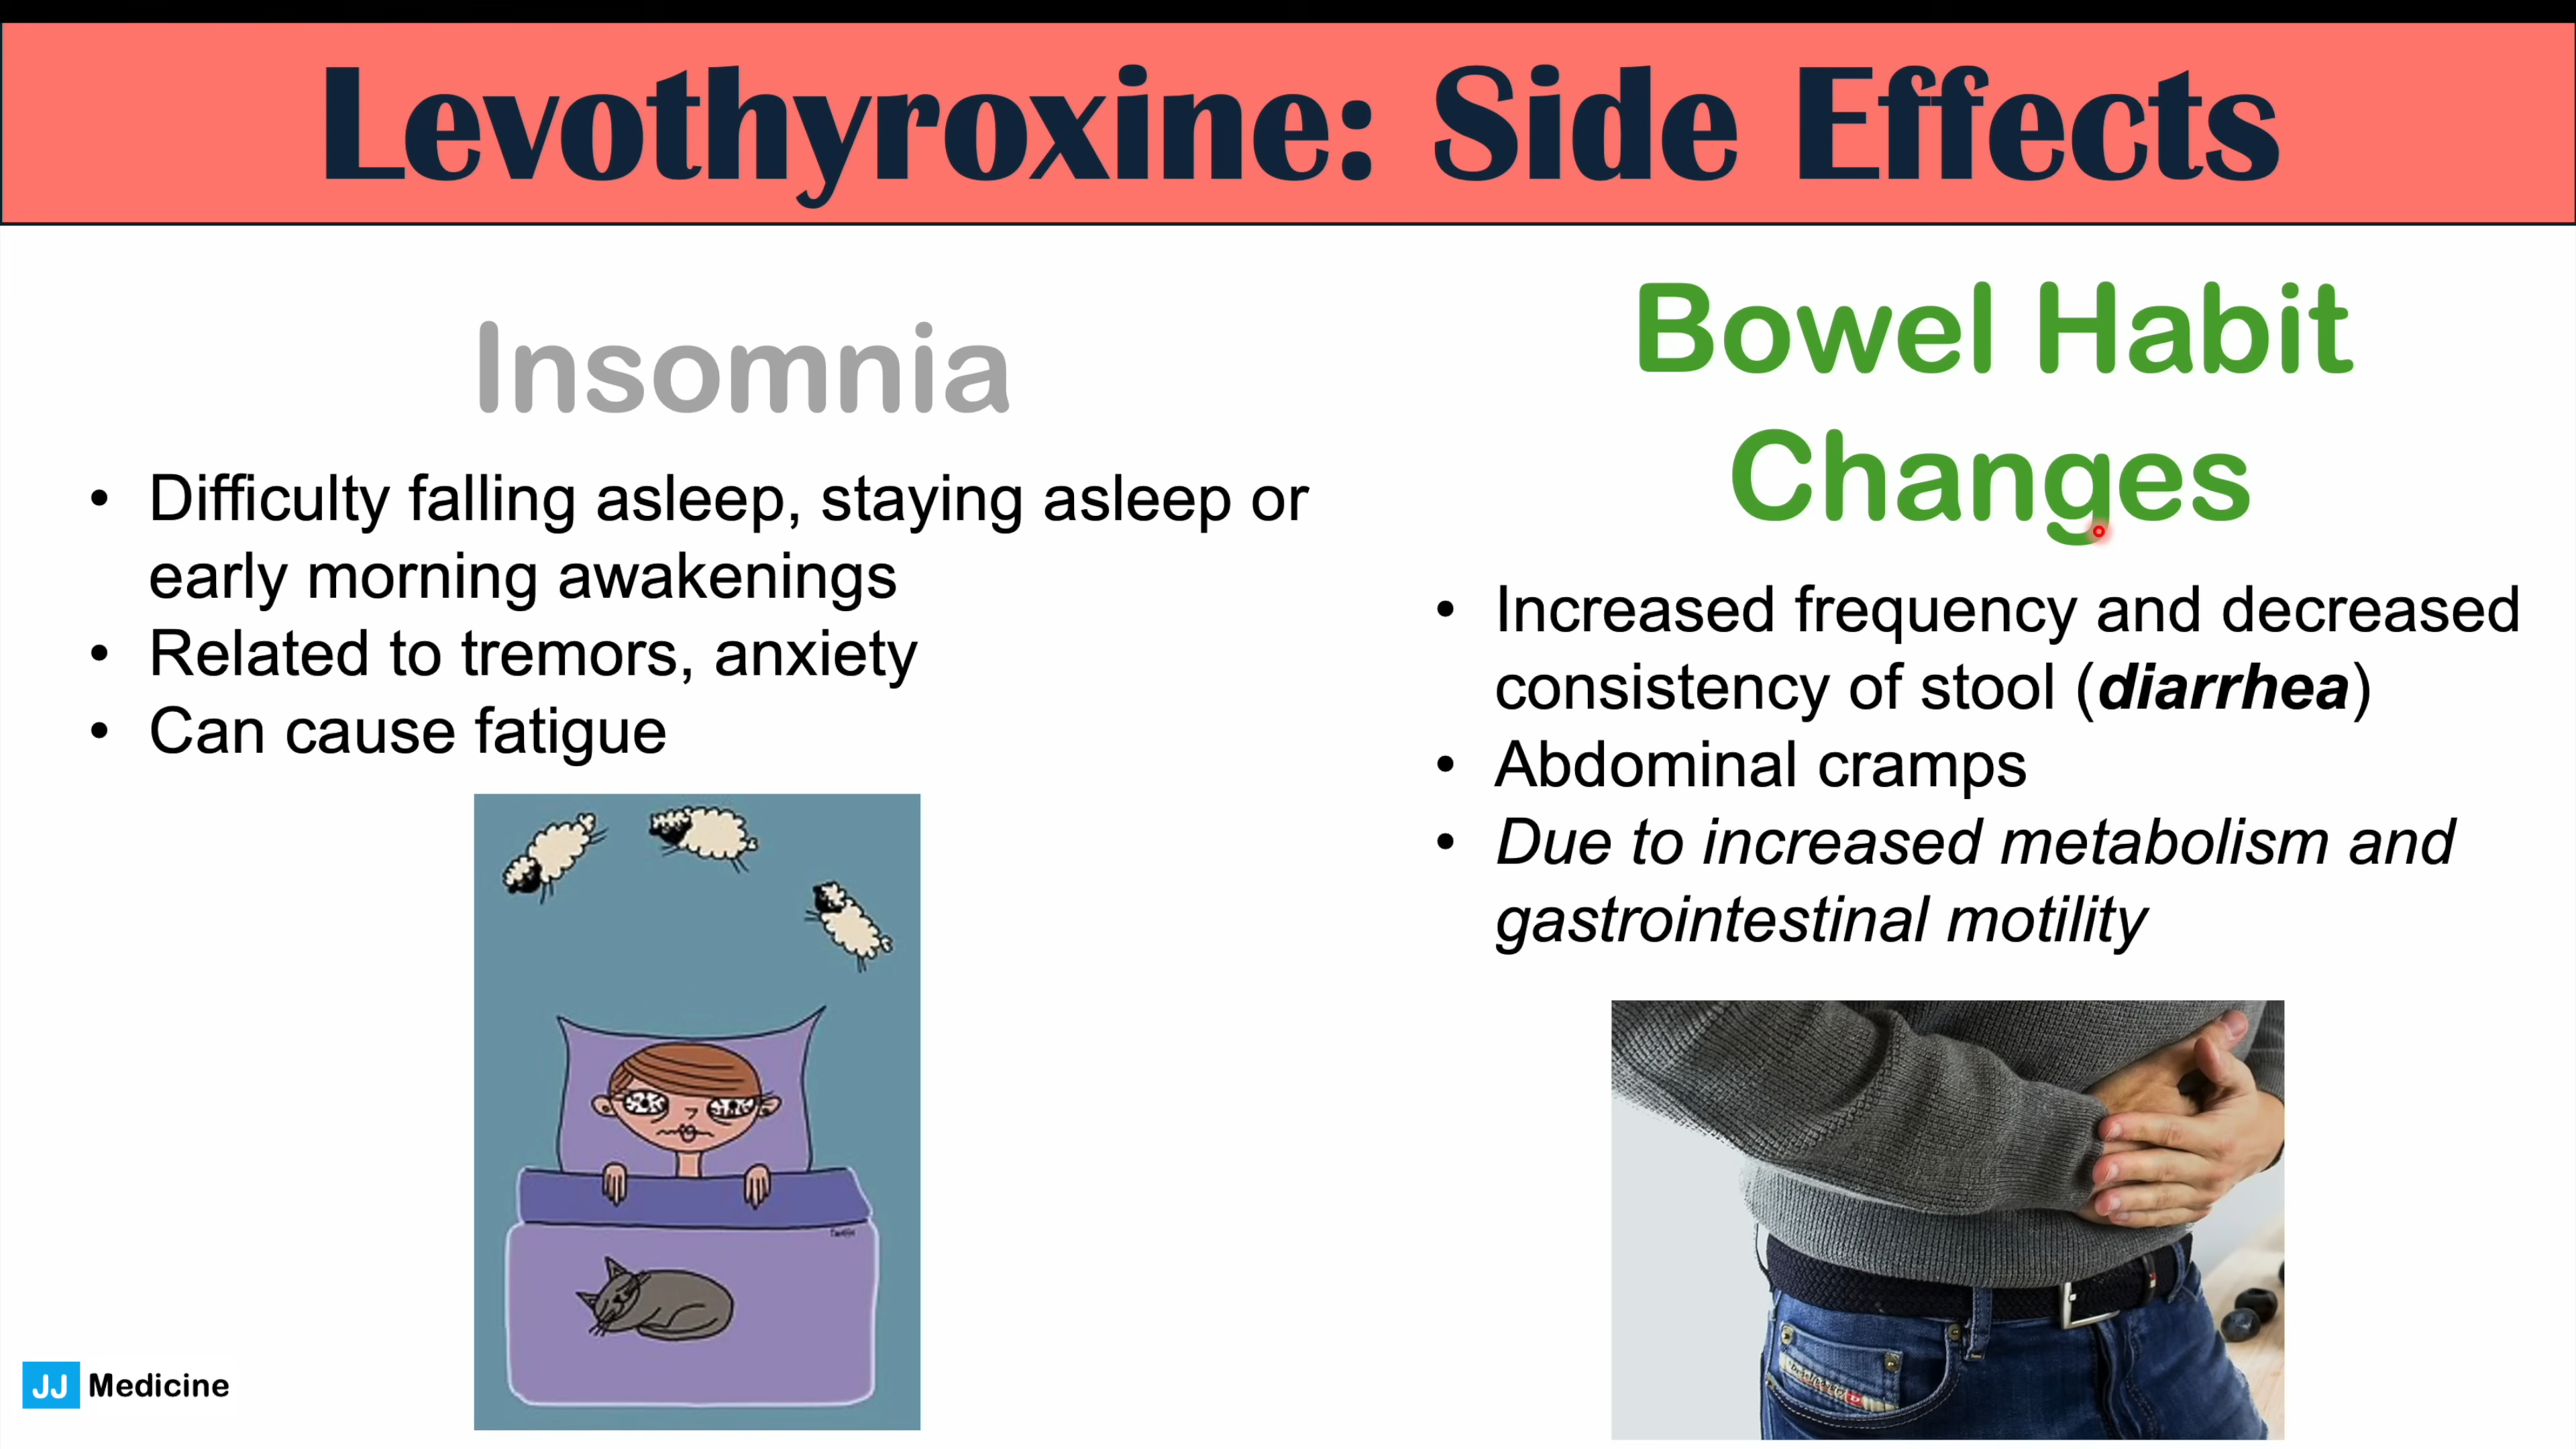 Levothyroxine: Side Effects
Insomnia
• Difficulty falling asleep, staying asleep or
early morning awakenings
• Related to tremors, anxiety
• Can cause fatigue
Bowel Habit
Changes
• Increased frequency and decreased
consistency of stool (diarrhea)
• Abdominal cramps
• Due to increased metabolism and
gastrointestinal motility
JJ Medicine